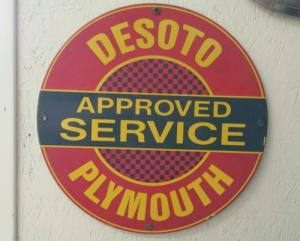 DESOTO
APPROVED
SERVICE
PLYMOUTH